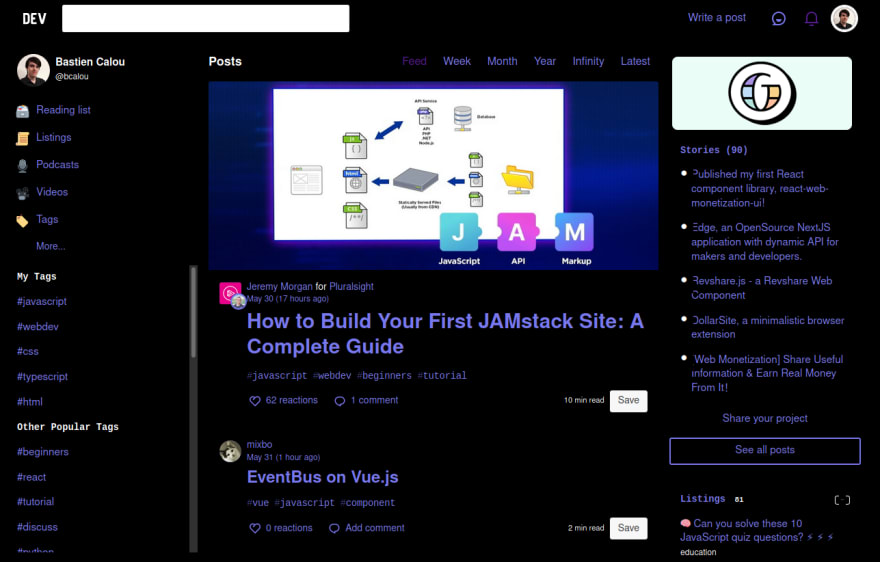 DEV
Write a post
Bastien Calou
@bcalou
Reading list
Listings
Podcasts
Videos
Tags
More...
My Tags
#javascript
#webdev
#css
#typescript
#html
Other Popular Tags
#beginners
#react
#tutorial
#discuss
#python
Posts
Feed
Week
Month
Year
Infinity
Latest
API Service
API
PHP
.NET
Node.js
Database
JS
{ }
html
CSS
/**/
Statically Served Files
(Usually from CDN)
J
A
M
JavaScript
API
Markup
Jeremy Morgan for Pluralsight
May 30 (17 hours ago)
How to Build Your First JAMstack Site: A
Complete Guide
#javascript #webdev #beginners #tutorial
62 reactions
1 comment
10 min read
Save
mixbo
May 31 (1 hour ago)
EventBus on Vue.js
#vue #javascript #component
0 reactions
Add comment
2 min read
Save
G
Stories (90)
Published my first React
component library, react-web-
monetization-ui!
Edge, an OpenSource NextJS
application with dynamic API for
makers and developers.
Revshare.js - a Revshare Web
Component
DollarSite, a minimalistic browser
extension
[Web Monetization] Share Useful
Information & Earn Real Money
From It!
Share your project
See all posts
Listings 81
🧠 Can you solve these 10
JavaScript quiz questions? ⚡ ⚡ ⚡
education